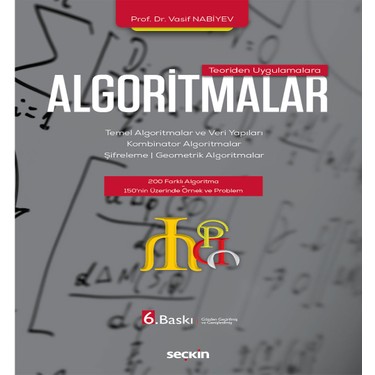 Prof. Dr. Vasif NABİYEV
Teoriden Uygulamalara
ALGORİTMALAR
Temel Algoritmalar ve Veri Yapıları
Kombinator Algoritmalar
Şifreleme | Geometrik Algoritmalar
200 Farklı Algoritma
150'nin Üzerinde Örnek ve Problem
6.Baskı
seckin